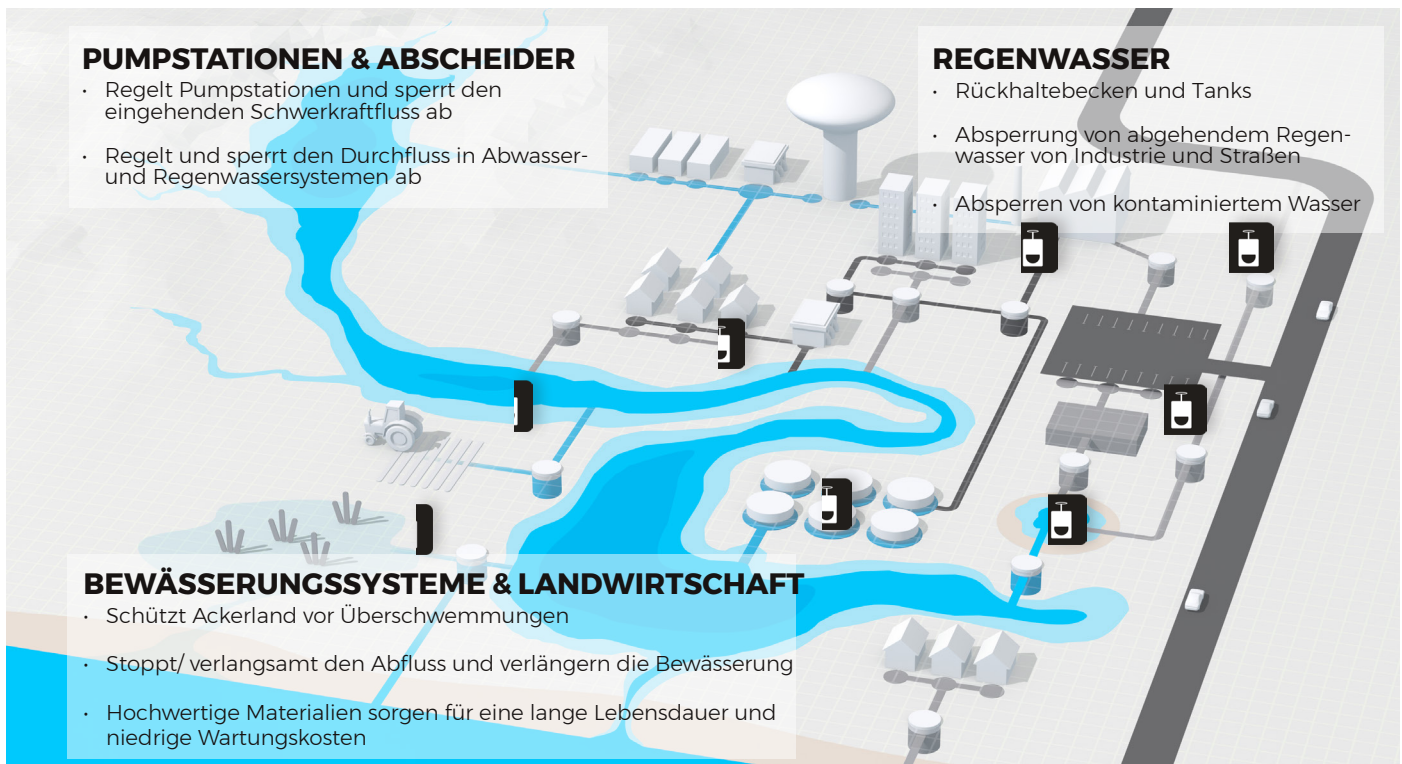 PUMPSTATIONEN & ABSCHEIDER
• Regelt Pumpstationen und sperrt den
eingehenden Schwerkraftfluss ab
• Regelt und sperrt den Durchfluss in Abwasser-
und Regenwassersystemen ab
REGENWASSER
• Rückhaltebecken und Tanks
• Absperrung von abgehendem Regen-
wasser von Industrie und Straßen
• Absperren von kontaminiertem Wasser
BEWÄSSERUNGSSYSTEME & LANDWIRTSCHAFT
• Schützt Ackerland vor Überschwemmungen
• Stoppt/ verlangsamt den Abfluss und verlängern die Bewässerung
• Hochwertige Materialien sorgen für eine lange Lebensdauer und
niedrige Wartungskosten